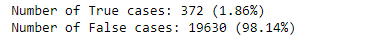 Number of True cases: 372 (1.86%)
Number of False cases: 19630 (98.14%)